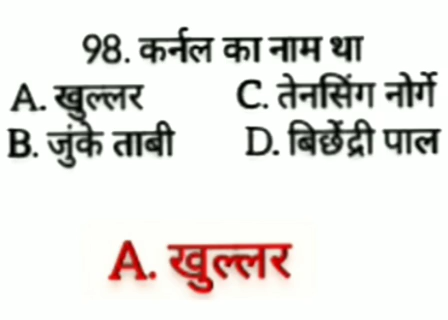 98. कर्नल का नाम था
A. खुल्लर C. तेनसिंग नोर्गे
B. जुंके ताबी D. बिछेंद्री पाल
A. खुल्लर